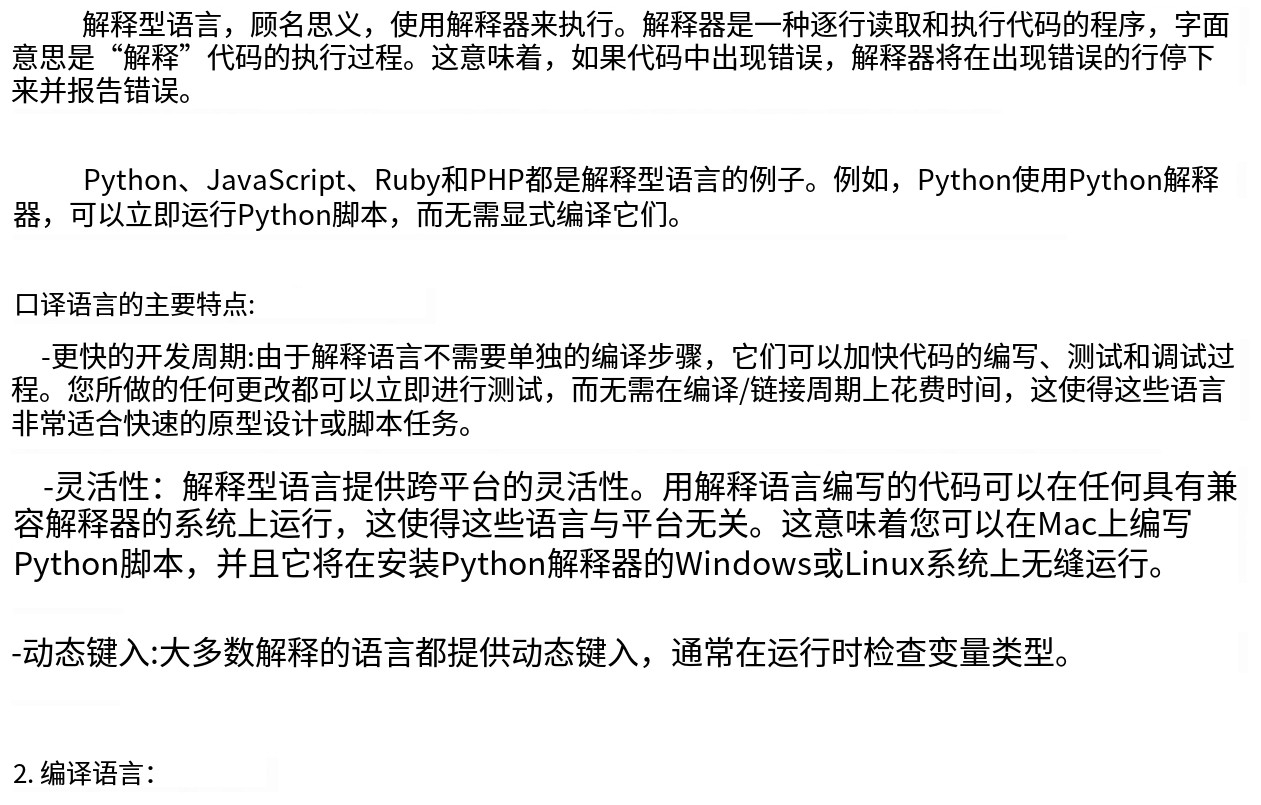 解释型语言，顾名思义，使用解释器来执行。解释器是一种逐行读取和执行代码的程序，字面
意思是“解释”代码的执行过程。这意味着，如果代码中出现错误，解释器将在出现错误的行停下
来并报告错误。
Python、JavaScript、Ruby和PHP都是解释型语言的例子。例如，Python使用Python解释
器，可以立即运行Python脚本，而无需显式编译它们。
口译语言的主要特点:
-更快的开发周期:由于解释语言不需要单独的编译步骤，它们可以加快代码的编写、测试和调试过
程。您所做的任何更改都可以立即进行测试，而无需在编译/链接周期上花费时间，这使得这些语言
非常适合快速的原型设计或脚本任务。
-灵活性：解释型语言提供跨平台的灵活性。用解释语言编写的代码可以在任何具有兼
容解释器的系统上运行，这使得这些语言与平台无关。这意味着您可以在Mac上编写
Python脚本，并且它将在安装Python解释器的Windows或Linux系统上无缝运行。
-动态键入:大多数解释的语言都提供动态键入，通常在运行时检查变量类型。
2. 编译语言：